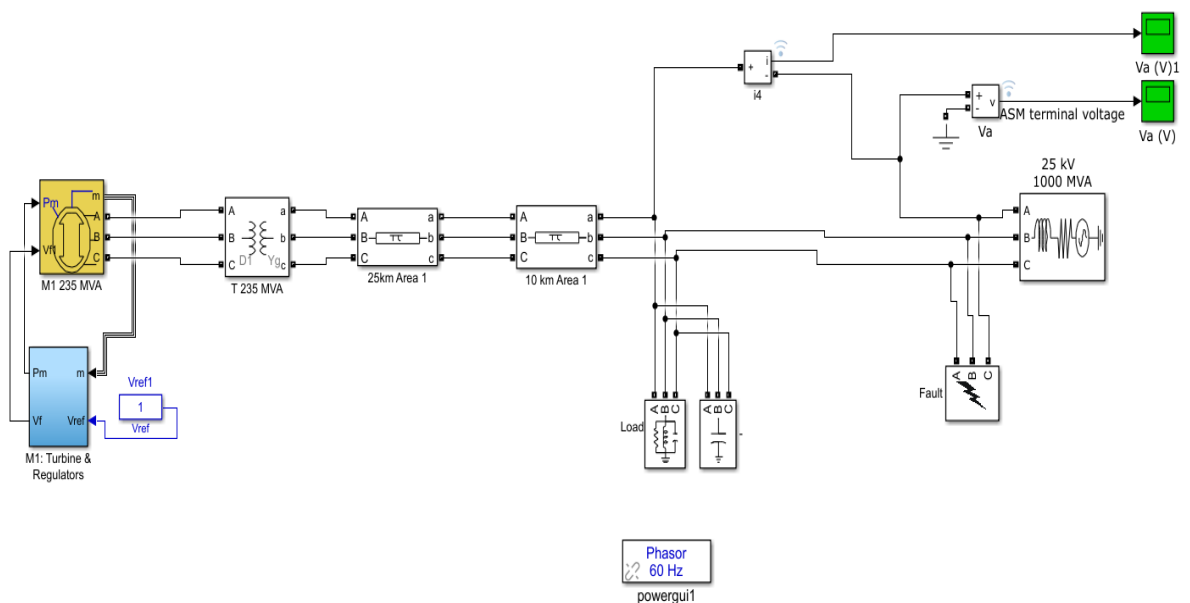 i
+
-
i4
Va (V)1
+
-
v
Va
ASM terminal voltage
Va (V)
25 kV
1000 MVA
A
B
C
Pm
m
A
B
C
Vf1
M1 235 MVA
A
B
C
a
b
c
D1
Yg
T 235 MVA
A
B
C
a
b
c
25km Area 1
A
B
C
a
b
c
10 km Area 1
Pm
m
Vf
Vref
M1: Turbine &
Regulators
Vref1
1
Vref
Load
A
B
C
A
B
C
-
Fault
A
B
C
Phasor
60 Hz
powergui1